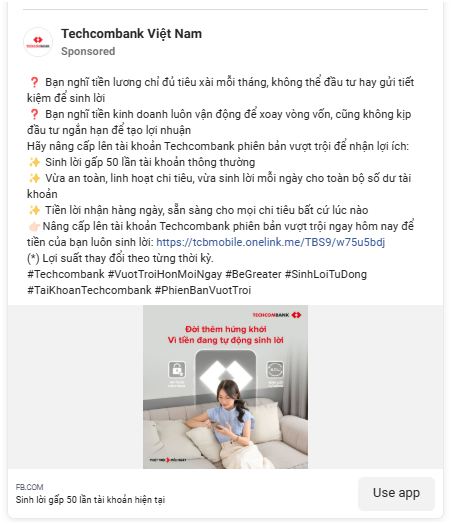 Techcombank Việt Nam
Sponsored
❓ Bạn nghĩ tiền lương chỉ đủ tiêu xài mỗi tháng, không thể đầu tư hay gửi tiết
kiệm để sinh lời
❓ Bạn nghĩ tiền kinh doanh luôn vận động để xoay vòng vốn, cũng không kịp
đầu tư ngắn hạn để tạo lợi nhuận
Hãy nâng cấp lên tài khoản Techcombank phiên bản vượt trội để nhận lợi ích:
✨ Sinh lời gấp 50 lần tài khoản thông thường
✨ Vừa an toàn, linh hoạt chi tiêu, vừa sinh lời mỗi ngày cho toàn bộ số dư tài
khoản
✨ Tiền lời nhận hàng ngày, sẵn sàng cho mọi chi tiêu bất cứ lúc nào
👉🏻Nâng cấp lên tài khoản Techcombank phiên bản vượt trội ngay hôm nay để
tiền của bạn luôn sinh lời: https://tcbmobile.onelink.me/TBS9/w75u5bdj
(*) Lợi suất thay đổi theo từng thời kỳ.
#Techcombank #VuotTroiHonMoiNgay #BeGreater #SinhLoiTuDong
#TaiKhoanTechcombank #PhienBanVuotTroi
TECHCOMBANK
Đời thêm hứng khởi
Vì tiền đang tự động sinh lời
FB.COM
Sinh lời gấp 50 lần tài khoản hiện tại
Use app